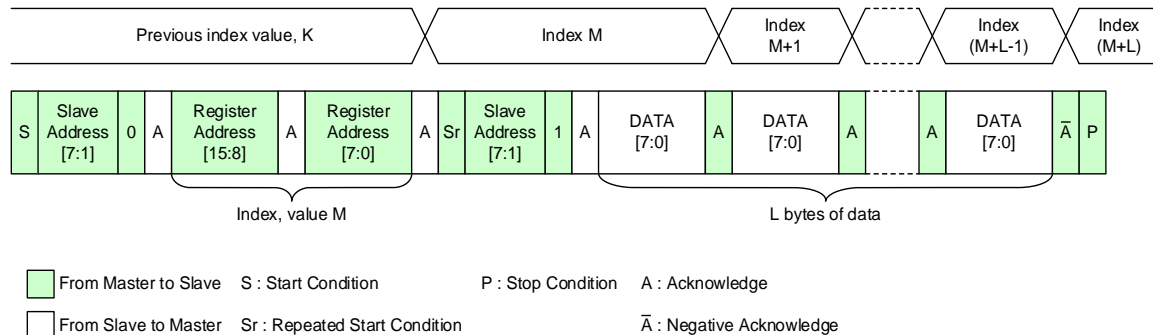 Previous index value, K
Index M
Index
M+1
Index
(M+L-1)
Index
(M+L)
S
Slave
Address
[7:1]
0
A
Register
Address
[15:8]
A
Register
Address
[7:0]
A
Sr
Slave
Address
[7:1]
1
A
DATA
[7:0]
A
DATA
[7:0]
A
A
DATA
[7:0]
A̅
P
Index, value M
L bytes of data
From Master to Slave
S : Start Condition
P : Stop Condition
A : Acknowledge
From Slave to Master
Sr : Repeated Start Condition
A̅ : Negative Acknowledge